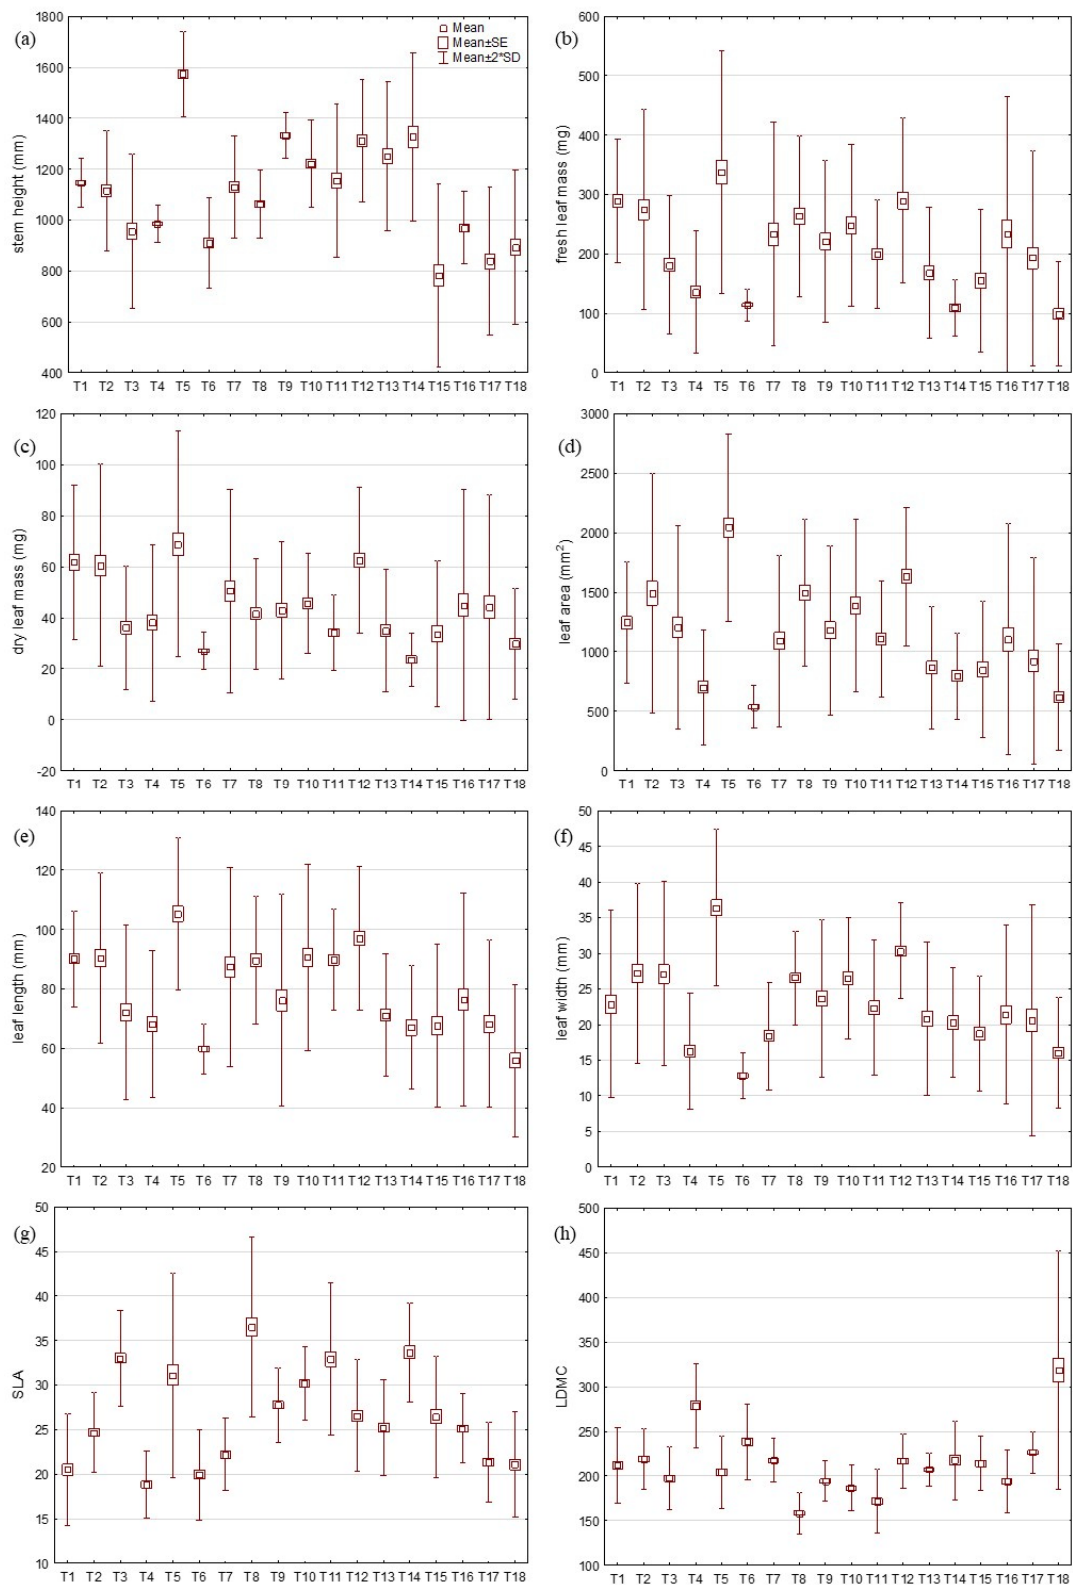 (a)
stem height (mm)
1800
1600
1400
1200
1000
800
600
400
Mean
Mean±SE
Mean±2*SD
T1 T2 T3 T4 T5 T6 T7 T8 T9 T10 T11 T12 T13 T14 T15 T16 T17 T18
(b)
fresh leaf mass (mg)
600
500
400
300
200
100
0
T1 T2 T3 T4 T5 T6 T7 T8 T9 T10 T11 T12 T13 T14 T15 T16 T17 T18
(c)
dry leaf mass (mg)
120
100
80
60
40
20
0
-20
T1 T2 T3 T4 T5 T6 T7 T8 T9 T10 T11 T12 T13 T14 T15 T16 T17 T18
(d)
leaf area (mm²)
3000
2500
2000
1500
1000
500
0
T1 T2 T3 T4 T5 T6 T7 T8 T9 T10 T11 T12 T13 T14 T15 T16 T17 T18
(e)
leaf length (mm)
140
120
100
80
60
40
20
T1 T2 T3 T4 T5 T6 T7 T8 T9 T10 T11 T12 T13 T14 T15 T16 T17 T18
(f)
leaf width (mm)
50
45
40
35
30
25
20
15
10
5
0
T1 T2 T3 T4 T5 T6 T7 T8 T9 T10 T11 T12 T13 T14 T15 T16 T17 T18
(g)
SLA
50
45
40
35
30
25
20
15
10
T1 T2 T3 T4 T5 T6 T7 T8 T9 T10 T11 T12 T13 T14 T15 T16 T17 T18
(h)
LDMC
500
450
400
350
300
250
200
150
100
T1 T2 T3 T4 T5 T6 T7 T8 T9 T10 T11 T12 T13 T14 T15 T16 T17 T18